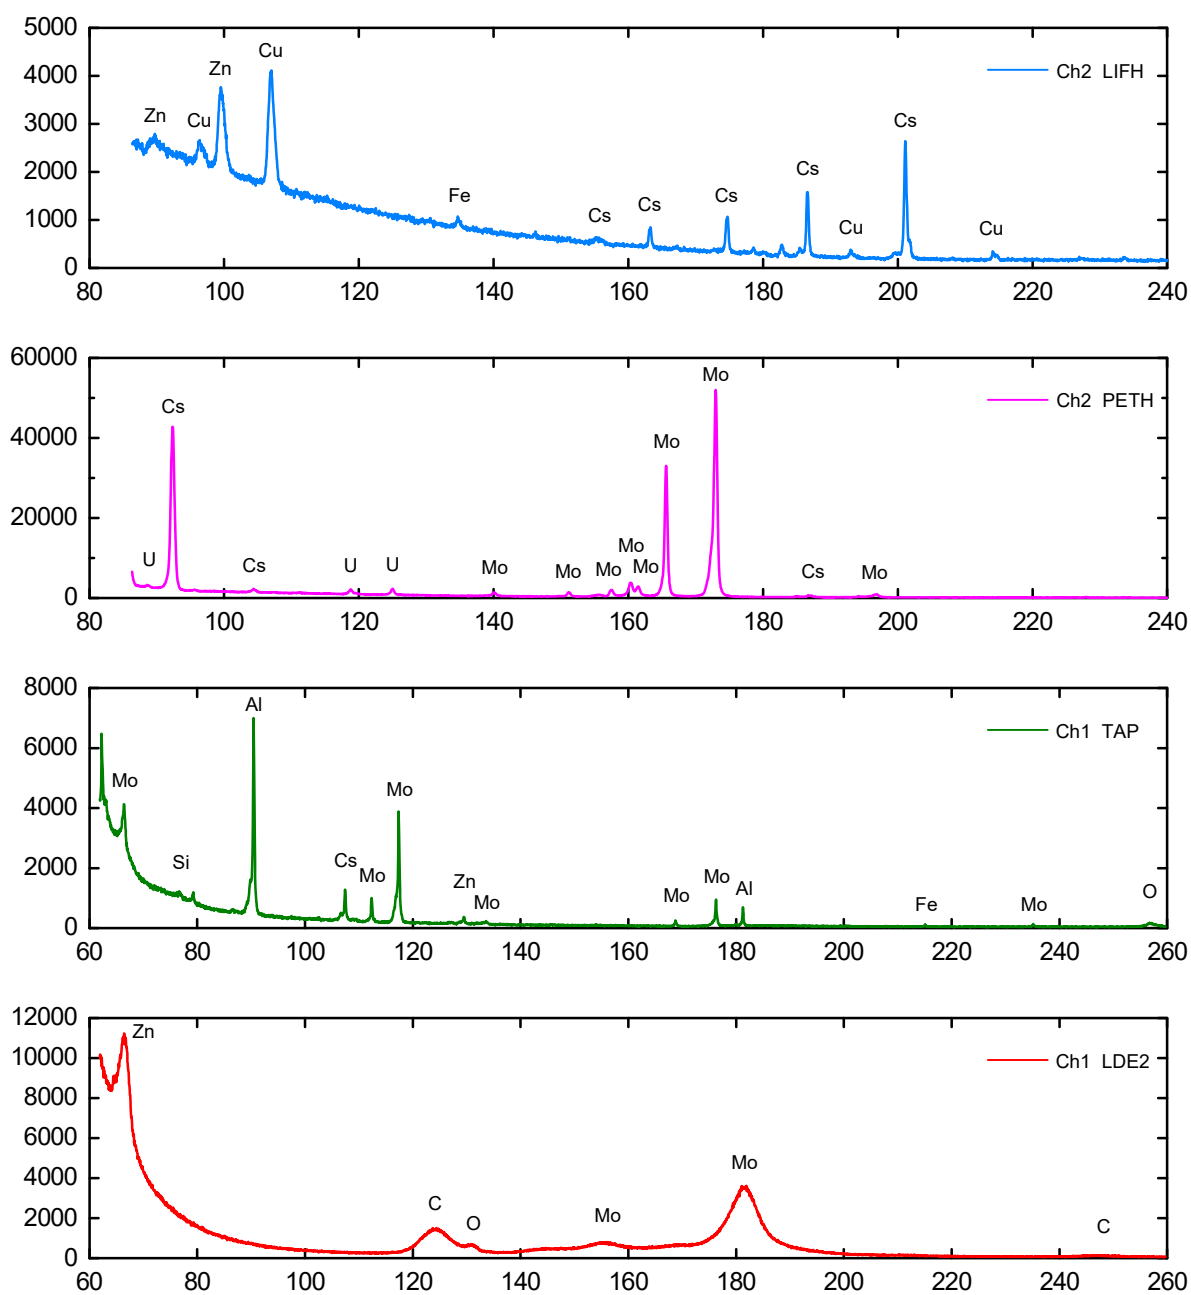 5000
4000
3000
2000
1000
0
Zn
Cu
Zn
Cu
Fe
Cs
Cs
Cs
Cs
Cu
Cs
Cu
Ch2 LIFH
80 100 120 140 160 180 200 220 240
60000
40000
20000
0
U
Cs
Cs
U
U
Mo
Mo
Mo
Mo
Mo
Mo
Mo
Cs
Mo
Ch2 PETH
80 100 120 140 160 180 200 220 240
8000
6000
4000
2000
0
Mo
Si
Al
Cs
Mo
Mo
Zn
Mo
Mo
Mo
Al
Fe
Mo
O
Ch1 TAP
60 80 100 120 140 160 180 200 220 240 260
12000
10000
8000
6000
4000
2000
0
Zn
C
O
Mo
Mo
C
Ch1 LDE2
60 80 100 120 140 160 180 200 220 240 260